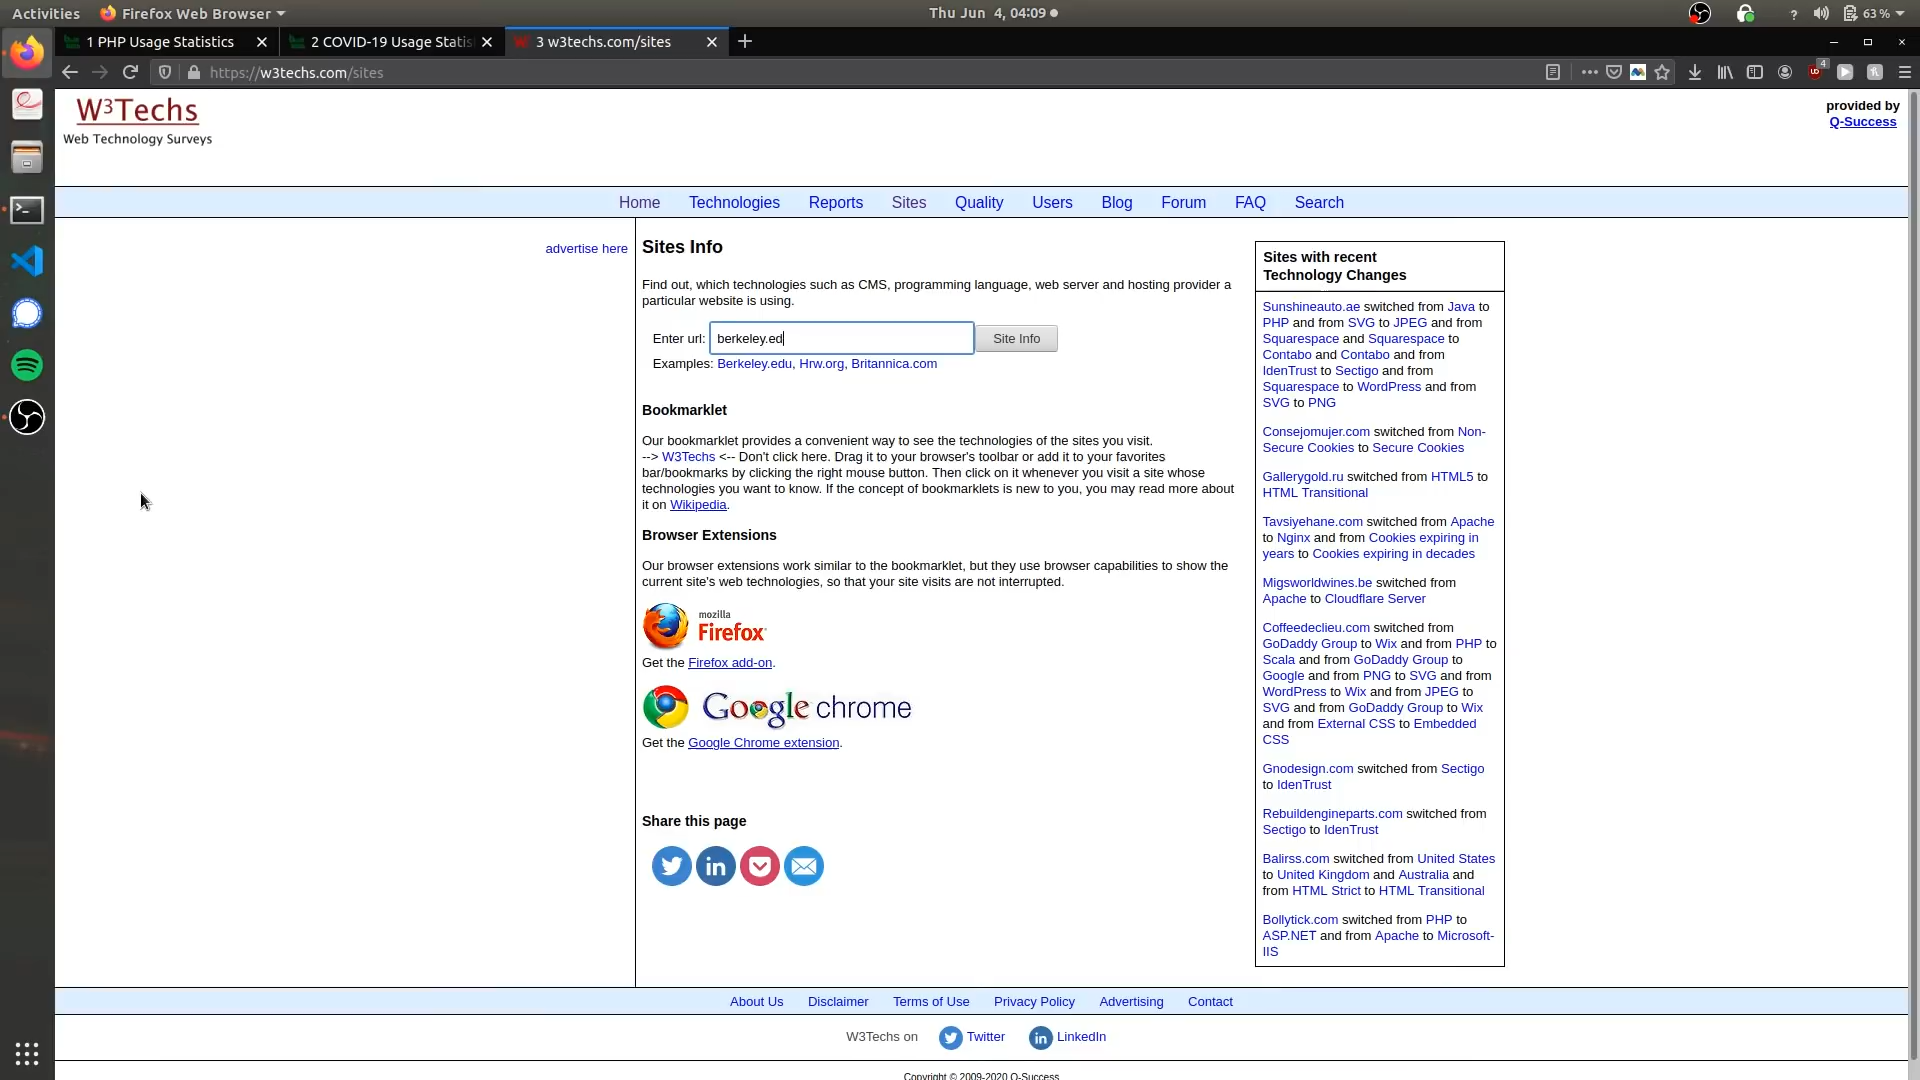 Activities
Firefox Web Browser
Thu Jun 4, 04:09
63 %
1 PHP Usage Statistics
2 COVID-19 Usage Statis
3 w3techs.com/sites
https://w3techs.com/sites
4
W3Techs
Web Technology Surveys
provided by
Q-Success
Home Technologies Reports Sites Quality Users Blog Forum FAQ Search
advertise here
Sites Info
Find out, which technologies such as CMS, programming language, web server and hosting provider a
particular website is using.
Enter url: berkeley.ed Site Info
Examples: Berkeley.edu, Hrw.org, Britannica.com
Bookmarklet
Our bookmarklet provides a convenient way to see the technologies of the sites you visit.
--> W3Techs <-- Don't click here. Drag it to your browser's toolbar or add it to your favorites
bar/bookmarks by clicking the right mouse button. Then click on it whenever you visit a site whose
technologies you want to know. If the concept of bookmarklets is new to you, you may read more about
it on Wikipedia.
Browser Extensions
Our browser extensions work similar to the bookmarklet, but they use browser capabilities to show the
current site's web technologies, so that your site visits are not interrupted.
mozilla
Firefox
Get the Firefox add-on.
Google chrome
Get the Google Chrome extension.
Share this page
Sites with recent
Technology Changes
Sunshineauto.ae switched from Java to
PHP and from SVG to JPEG and from
Squarespace and Squarespace to
Contabo and Contabo and from
IdenTrust to Sectigo and from
Squarespace to WordPress and from
SVG to PNG
Consejomujer.com switched from Non-
Secure Cookies to Secure Cookies
Gallerygold.ru switched from HTML5 to
HTML Transitional
Tavsiyehane.com switched from Apache
to Nginx and from Cookies expiring in
years to Cookies expiring in decades
Migsworldwines.be switched from
Apache to Cloudflare Server
Coffeedeclieu.com switched from
GoDaddy Group to Wix and from PHP to
Scala and from GoDaddy Group to
Google and from PNG to SVG and from
WordPress to Wix and from JPEG to
SVG and from GoDaddy Group to Wix
and from External CSS to Embedded
CSS
Gnodesign.com switched from Sectigo
to IdenTrust
Rebuildengineparts.com switched from
Sectigo to IdenTrust
Balirss.com switched from United States
to United Kingdom and Australia and
from HTML Strict to HTML Transitional
Bollytick.com switched from PHP to
ASP.NET and from Apache to Microsoft-
IIS
About Us Disclaimer Terms of Use Privacy Policy Advertising Contact
W3Techs on Twitter LinkedIn
Copyright © 2009-2020 Q-Success